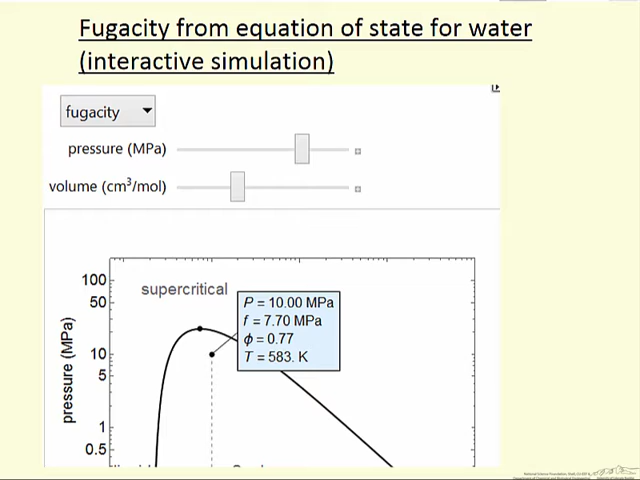 Fugacity from equation of state for water
(interactive simulation)
fugacity
pressure (MPa)
volume (cm³/mol)
supercritical
P = 10.00 MPa
f = 7.70 MPa
ϕ = 0.77
T = 583. K
100
50
10
5
1
0.5
pressure (MPa)